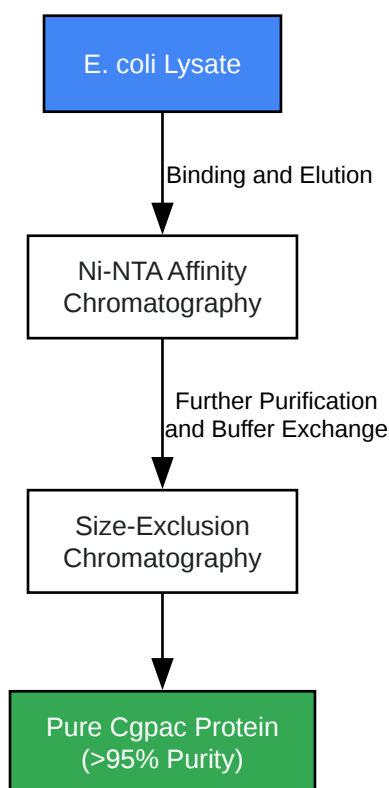 E. coli Lysate
Binding and Elution
Ni-NTA Affinity
Chromatography
Further Purification
and Buffer Exchange
Size-Exclusion
Chromatography
Pure Cgpac Protein
(>95% Purity)